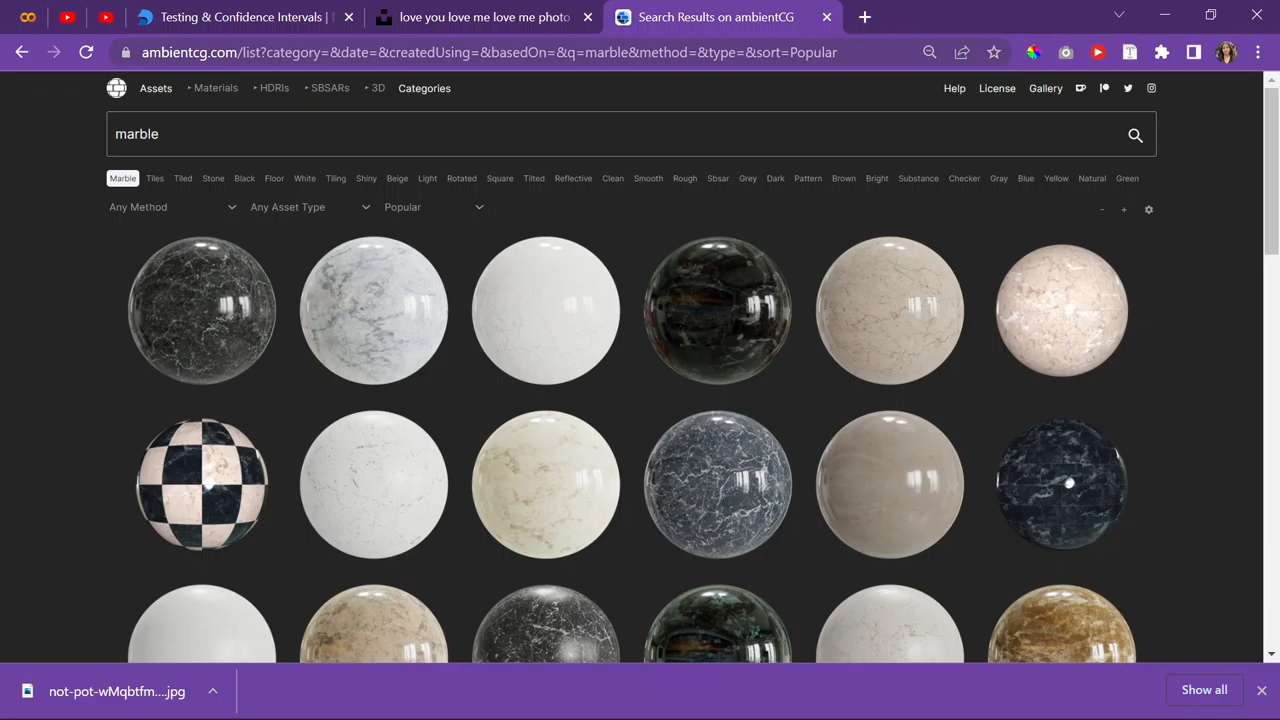 Testing & Confidence Intervals |
love you love me love me photo
Search Results on ambientCG
ambientcg.com/list?category=&date=&createdUsing=&basedOn=&q=marble&method=&type=&sort=Popular
Assets Materials HDRIs SBSARs 3D Categories Help License Gallery
marble
Marble Tiles Tiled Stone Black Floor White Tiling Shiny Beige Light Rotated Square Tilted Reflective Clean Smooth Rough Sbsar Grey Dark Pattern Brown Bright Substance Checker Gray Blue Yellow Natural Green
Any Method Any Asset Type Popular - +
not-pot-wMqbtfm....jpg
Show all